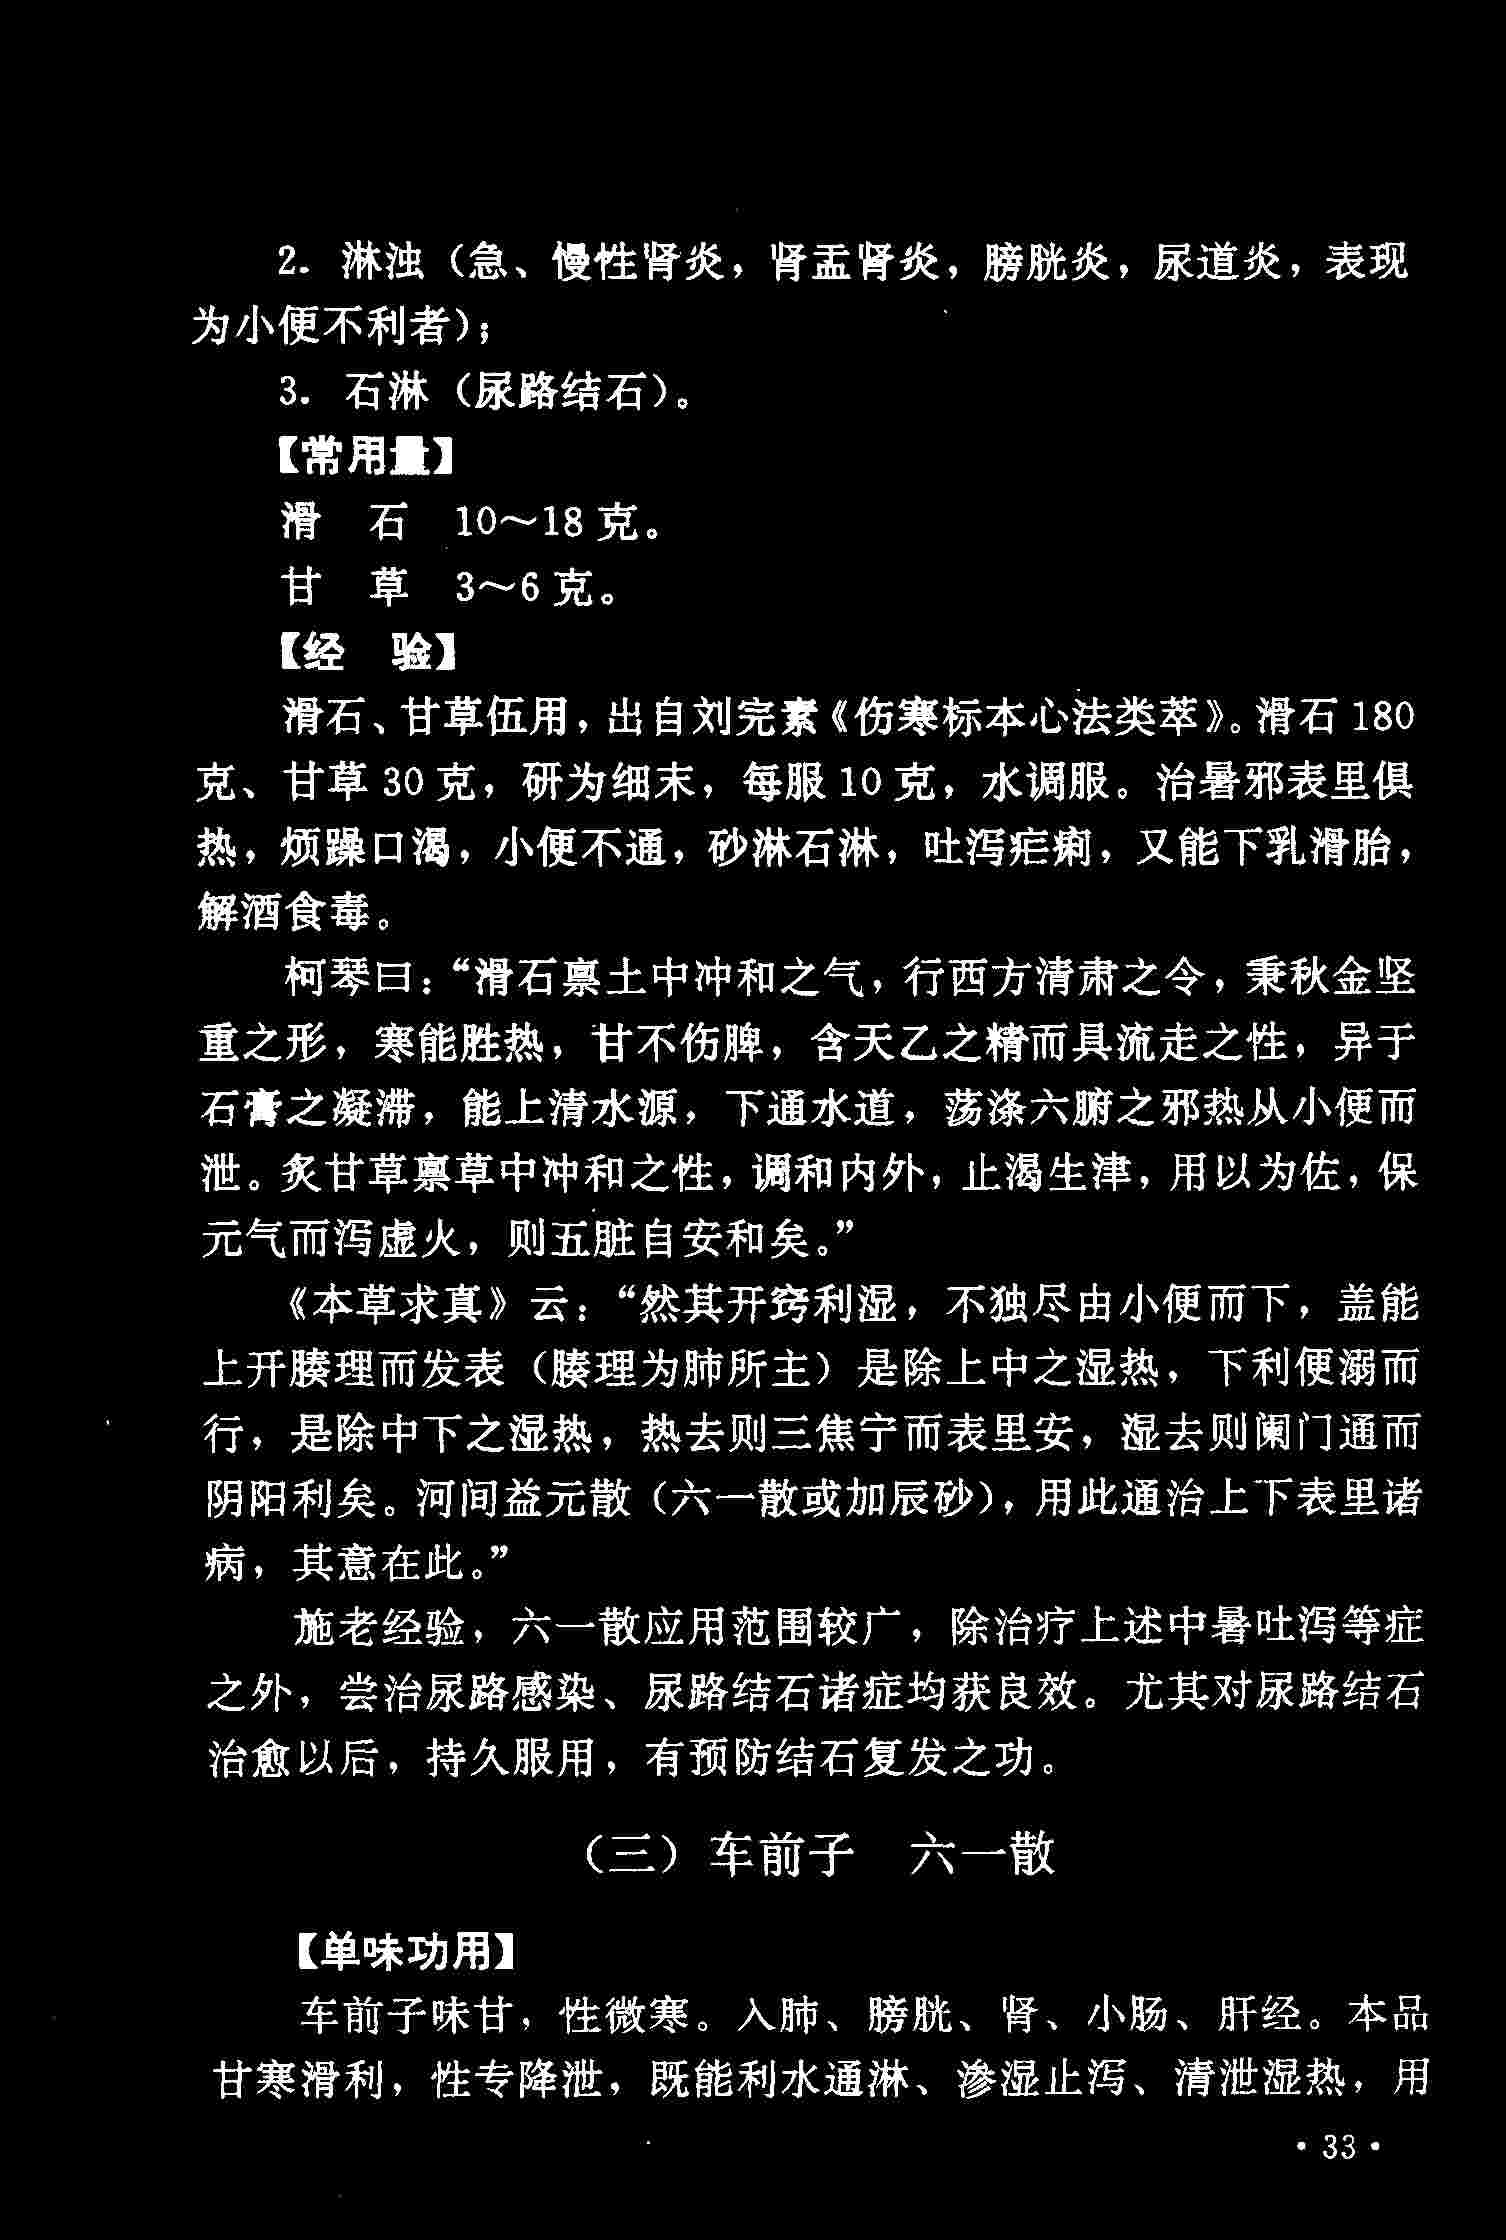 2. 淋浊（急、慢性肾炎，肾盂肾炎，膀胱炎，尿道炎，表现
为小便不利者）；
3. 石淋（尿路结石）。
【常用量】
滑　石　10～18 克。
甘　草　3～6 克。
【经　验】
滑石、甘草伍用，出自刘完素《伤寒标本心法类萃》。滑石 180
克、甘草 30 克，研为细末，每服 10 克，水调服。治暑邪表里俱
热，烦躁口渴，小便不通，砂淋石淋，吐泻疟痢，又能下乳滑胎，
解酒食毒。
柯琴曰：“滑石禀土中冲和之气，行西方清肃之令，秉秋金坚
重之形，寒能胜热，甘不伤脾，含天乙之精而具流走之性，异于
石膏之凝滞，能上清水源，下通水道，荡涤六腑之邪热从小便而
泄。炙甘草禀草中冲和之性，调和内外，止渴生津，用以为佐，保
元气而泻虚火，则五脏自安和矣。”
《本草求真》云：“然其开窍利湿，不独尽由小便而下，盖能
上开腠理而发表（腠理为肺所主）是除上中之湿热，下利便溺而
行，是除中下之湿热，热去则三焦宁而表里安，湿去则阑门通而
阴阳利矣。河间益元散（六一散或加辰砂），用此通治上下表里诸
病，其意在此。”
施老经验，六一散应用范围较广，除治疗上述中暑吐泻等症
之外，尝治尿路感染、尿路结石诸症均获良效。尤其对尿路结石
治愈以后，持久服用，有预防结石复发之功。
（三）车前子　六一散
【单味功用】
车前子味甘，性微寒。入肺、膀胱、肾、小肠、肝经。本品
甘寒滑利，性专降泄，既能利水通淋、渗湿止泻、清泄湿热，用
· 33 ·